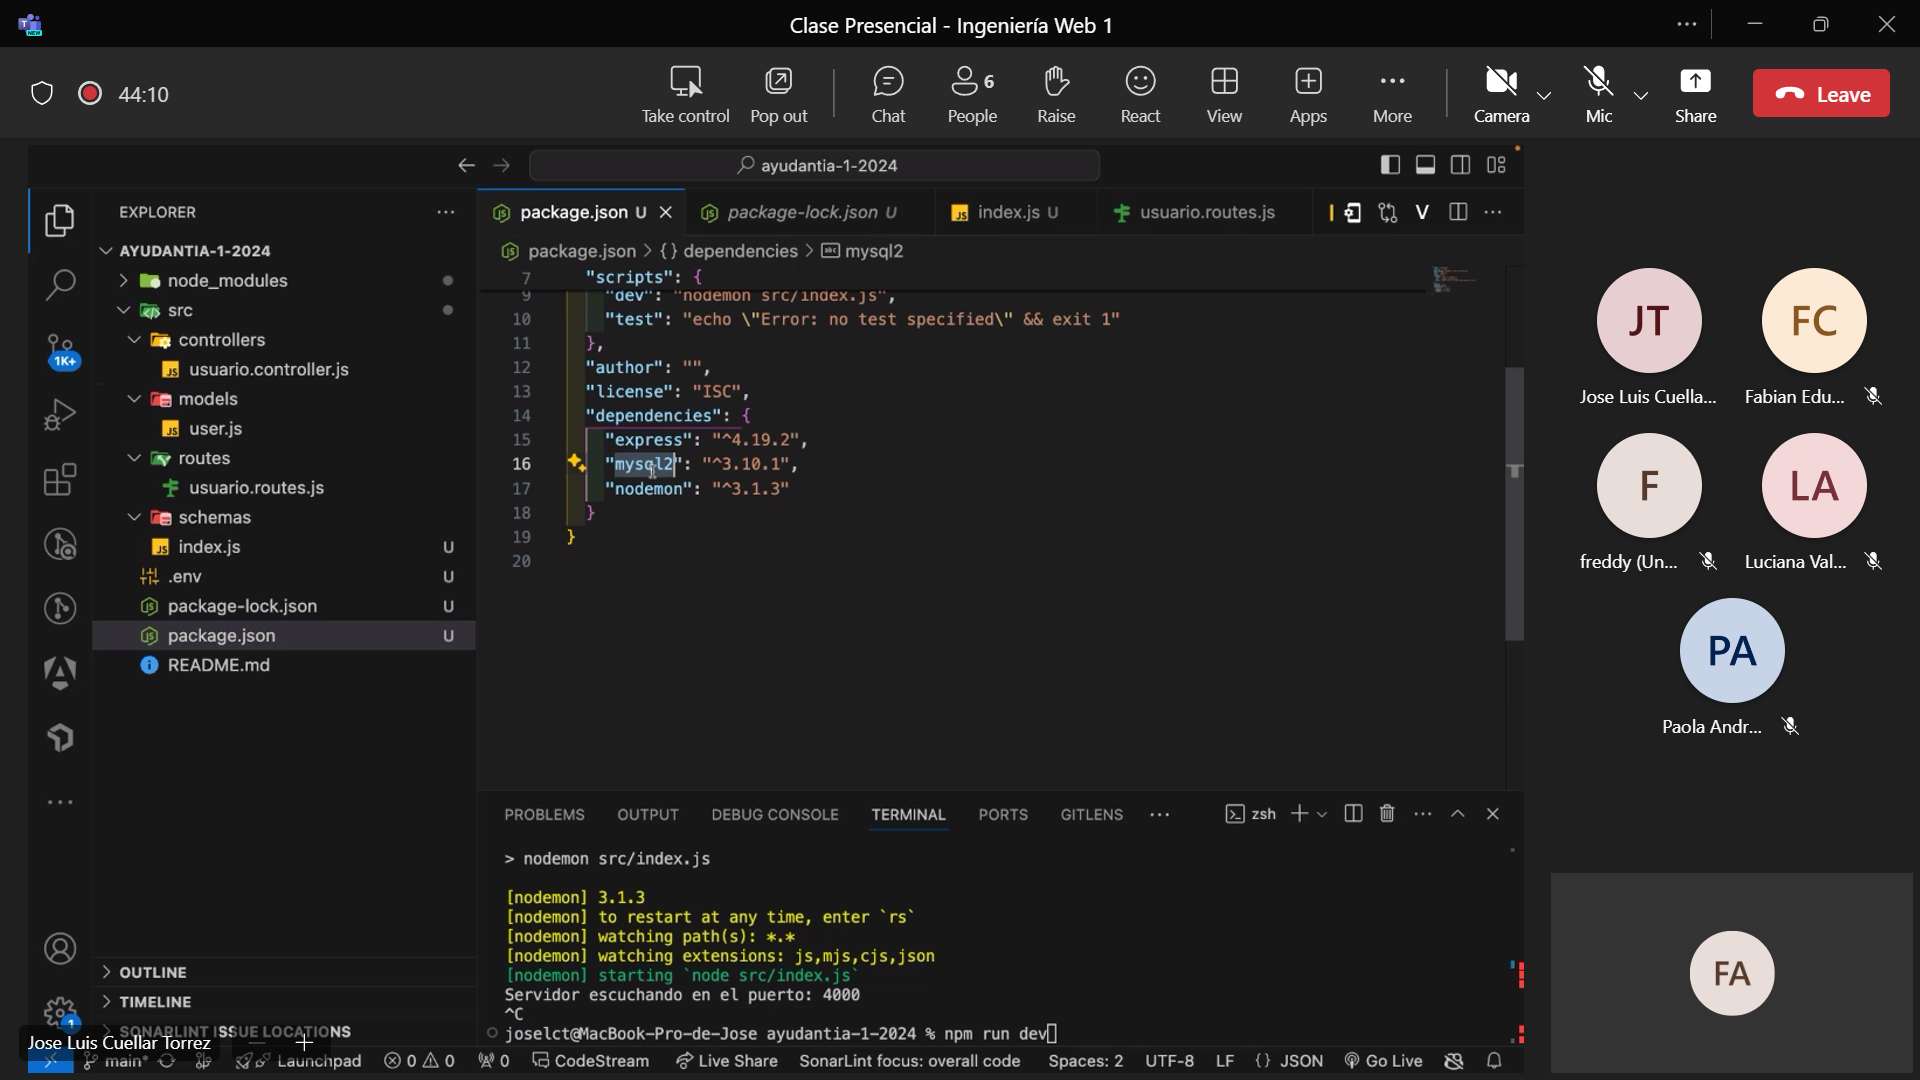 NEW
Clase Presencial - Ingeniería Web 1
44:10
Take control
Pop out
Chat
6
People
Raise
React
View
Apps
More
Camera
Mic
Share
Leave
ayudantia-1-2024
EXPLORER
AYUDANTIA-1-2024
node_modules
src
controllers
usuario.controller.js
models
user.js
routes
usuario.routes.js
schemas
index.js U
.env U
package-lock.json U
package.json U
README.md
1K+
OUTLINE
TIMELINE
SONARLINT ISSUE LOCATIONS
1
package.json U
package-lock.json U
index.js U
usuario.routes.js
V
package.json > {} dependencies > mysql2
7 "scripts": {
9 "dev": "nodemon src/index.js",
10 "test": "echo \"Error: no test specified\" && exit 1"
11 },
12 "author": "",
13 "license": "ISC",
14 "dependencies": {
15 "express": "^4.19.2",
16 "mysql2": "^3.10.1",
17 "nodemon": "^3.1.3"
18 }
19 }
20
PROBLEMS OUTPUT DEBUG CONSOLE TERMINAL PORTS GITLENS
zsh
> nodemon src/index.js
[nodemon] 3.1.3
[nodemon] to restart at any time, enter `rs`
[nodemon] watching path(s): *.*
[nodemon] watching extensions: js,mjs,cjs,json
[nodemon] starting `node src/index.js`
Servidor escuchando en el puerto: 4000
^C
joselct@MacBook-Pro-de-Jose ayudantia-1-2024 % npm run dev
Jose Luis Cuellar Torrez
main* Launchpad 0 0 0 CodeStream Live Share SonarLint focus: overall code Spaces: 2 UTF-8 LF {} JSON Go Live
JT
Jose Luis Cuella...
FC
Fabian Edu...
F
freddy (Un...
LA
Luciana Val...
PA
Paola Andr...
FA